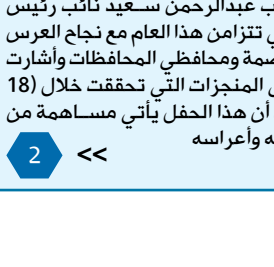 ب عبدالرحمن سعيد نائب رئيس
ي تتزامن هذا العام مع نجاح العرس
صمة ومحافظي المحافظات وأشارت
ى المنجزات التي تحققت خلال (18
أن هذا الحفل يأتي مساهمة من
ه وأعراسه
>> 2